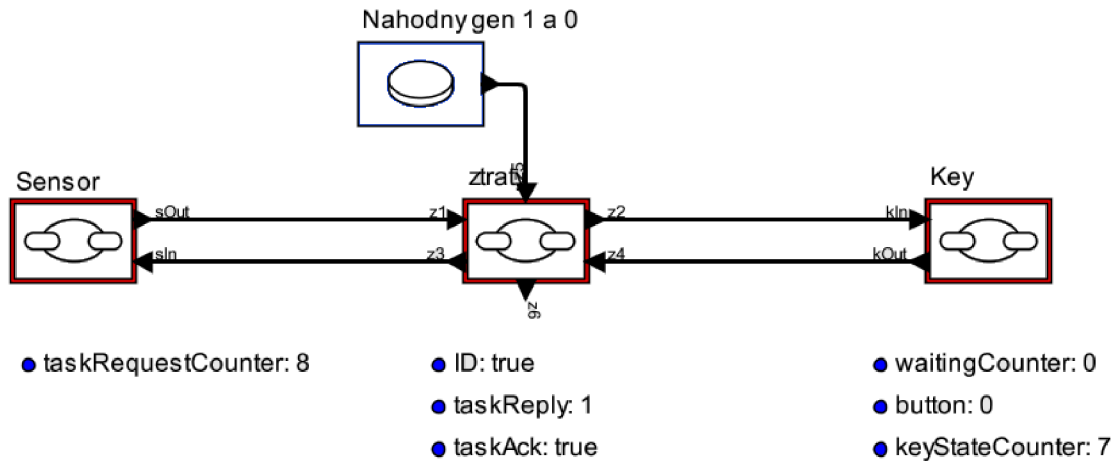 Nahodny gen 1 a 0
Sensor
ztraty
Key
sOut
z1
z2
kIn
sIn
z3
z4
kOut
z5
z6
taskRequestCounter: 8
ID: true
waitingCounter: 0
taskReply: 1
button: 0
taskAck: true
keyStateCounter: 7